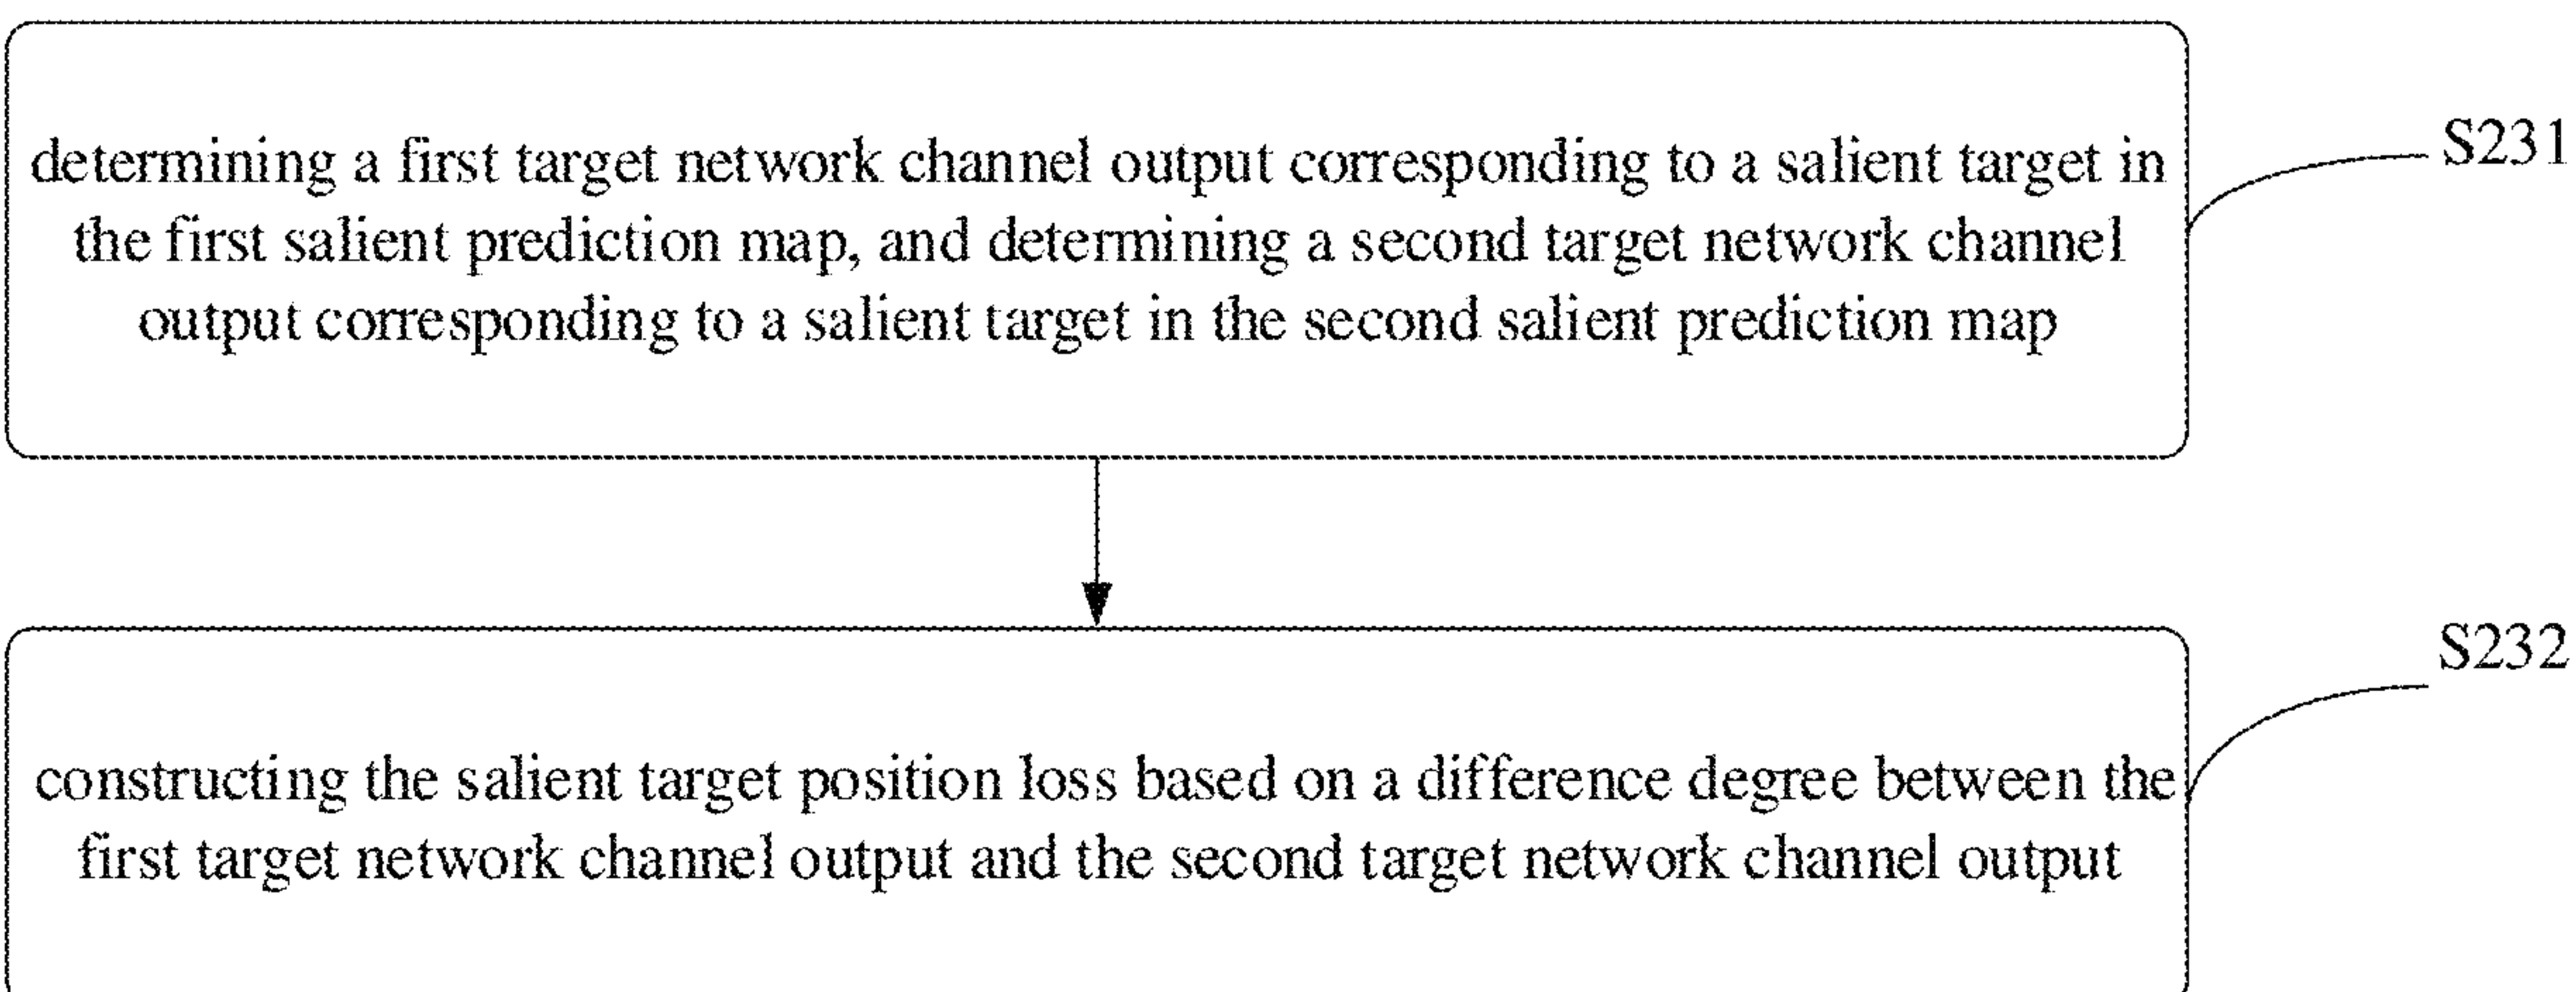 determining a first target network channel output corresponding to a salient target in
the first salient prediction map, and determining a second target network channel
output corresponding to a salient target in the second salient prediction map
S231
constructing the salient target position loss based on a difference degree between the
first target network channel output and the second target network channel output
S232